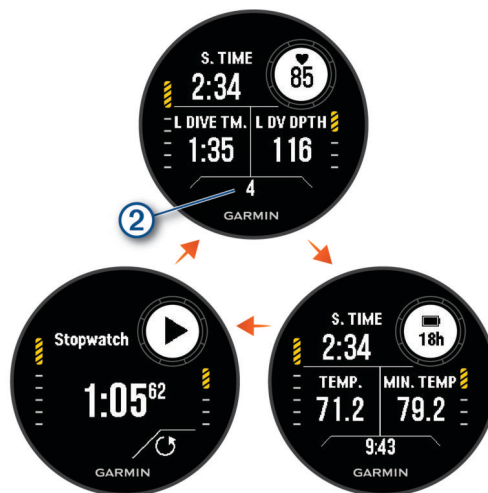 S. TIME
85
2:34
L DIVE TM. L DV DPTH
1:35 116
4
2
GARMIN
Stopwatch
1:05 62
GARMIN
S. TIME
18h
2:34
TEMP. MIN. TEMP
71.2 79.2
9:43
GARMIN